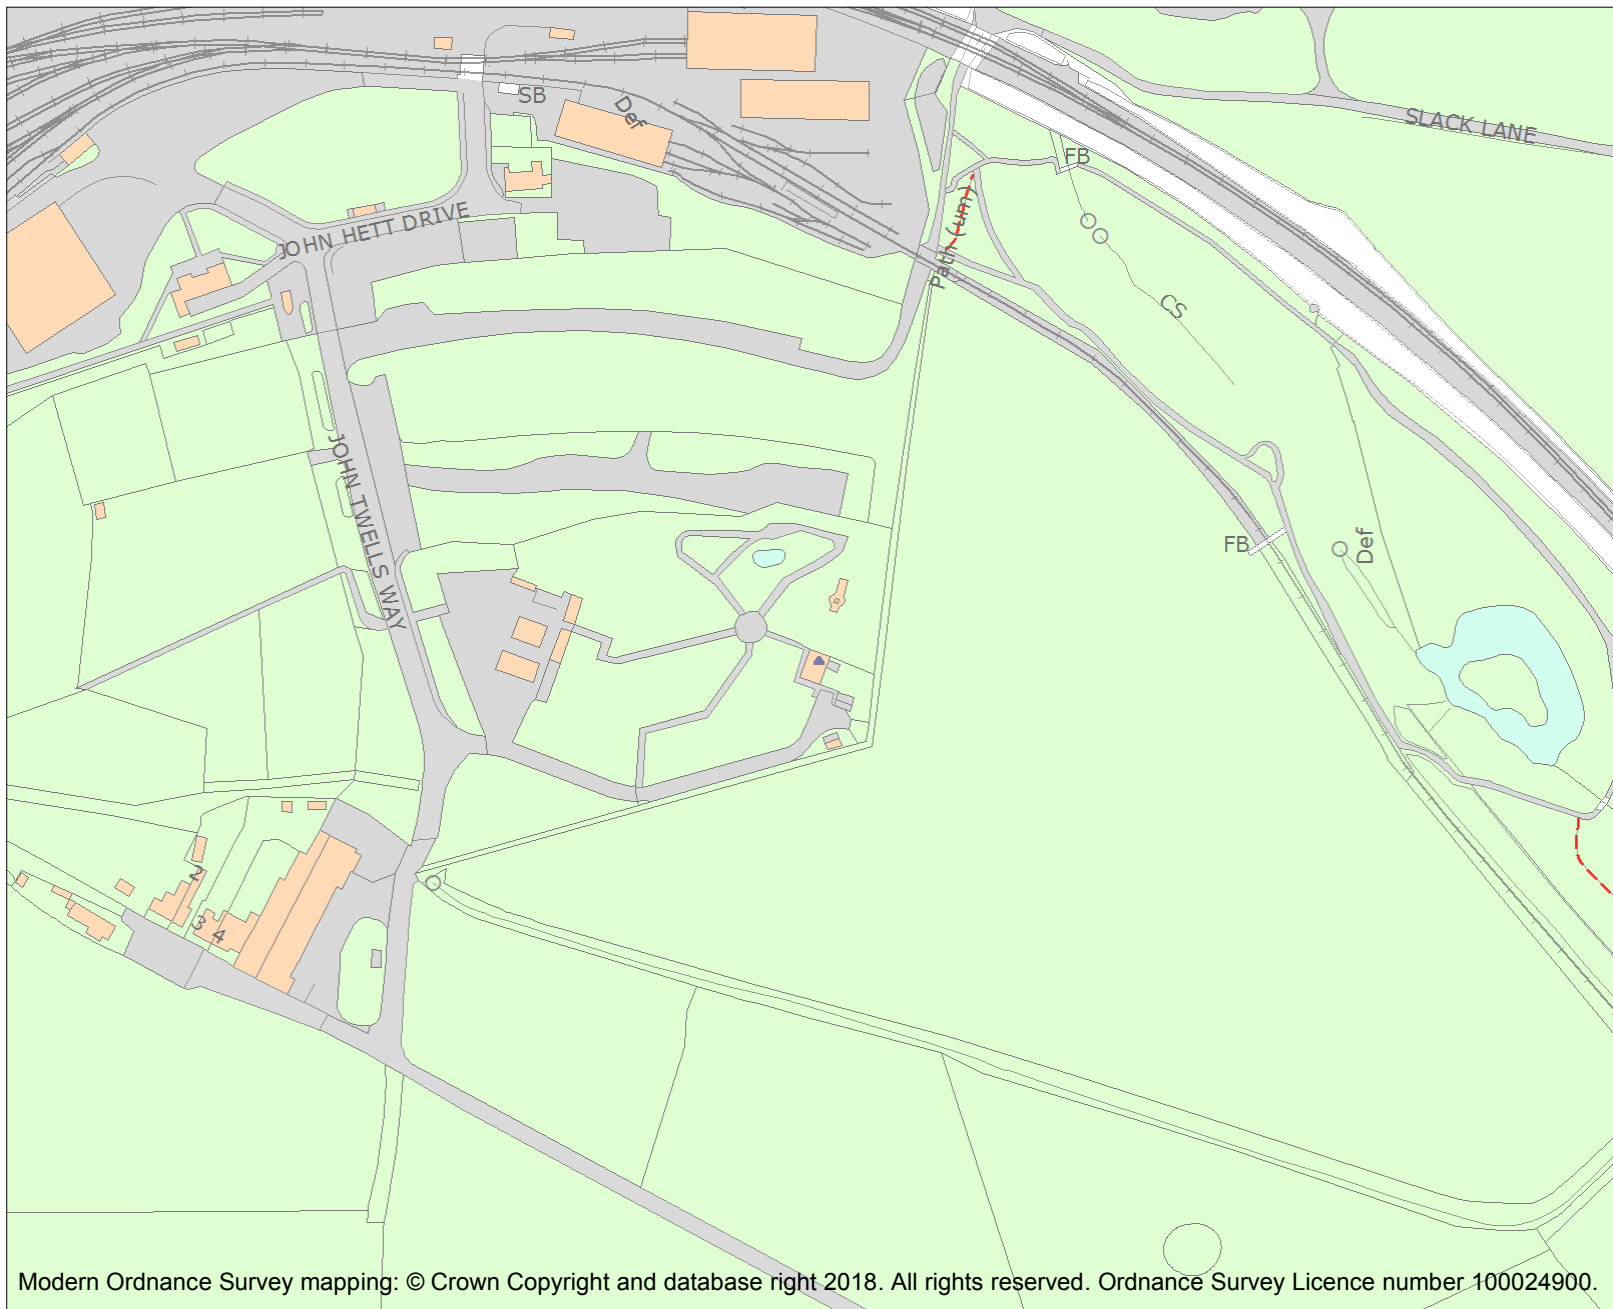 SB
Def
SLACK LANE
FB
Path (um)
JOHN HETT DRIVE
CS
JOHN TWELLS WAY
FB
Def
2
3
4
Modern Ordnance Survey mapping: © Crown Copyright and database right 2018. All rights reserved. Ordnance Survey Licence number 100024900.